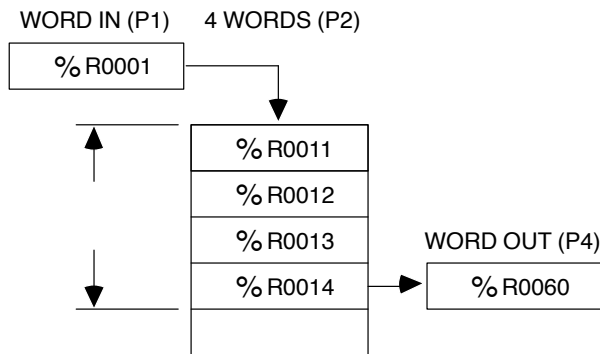 WORD IN (P1) 4 WORDS (P2)
% R0001
% R0011
% R0012
% R0013
WORD OUT (P4)
% R0014
% R0060